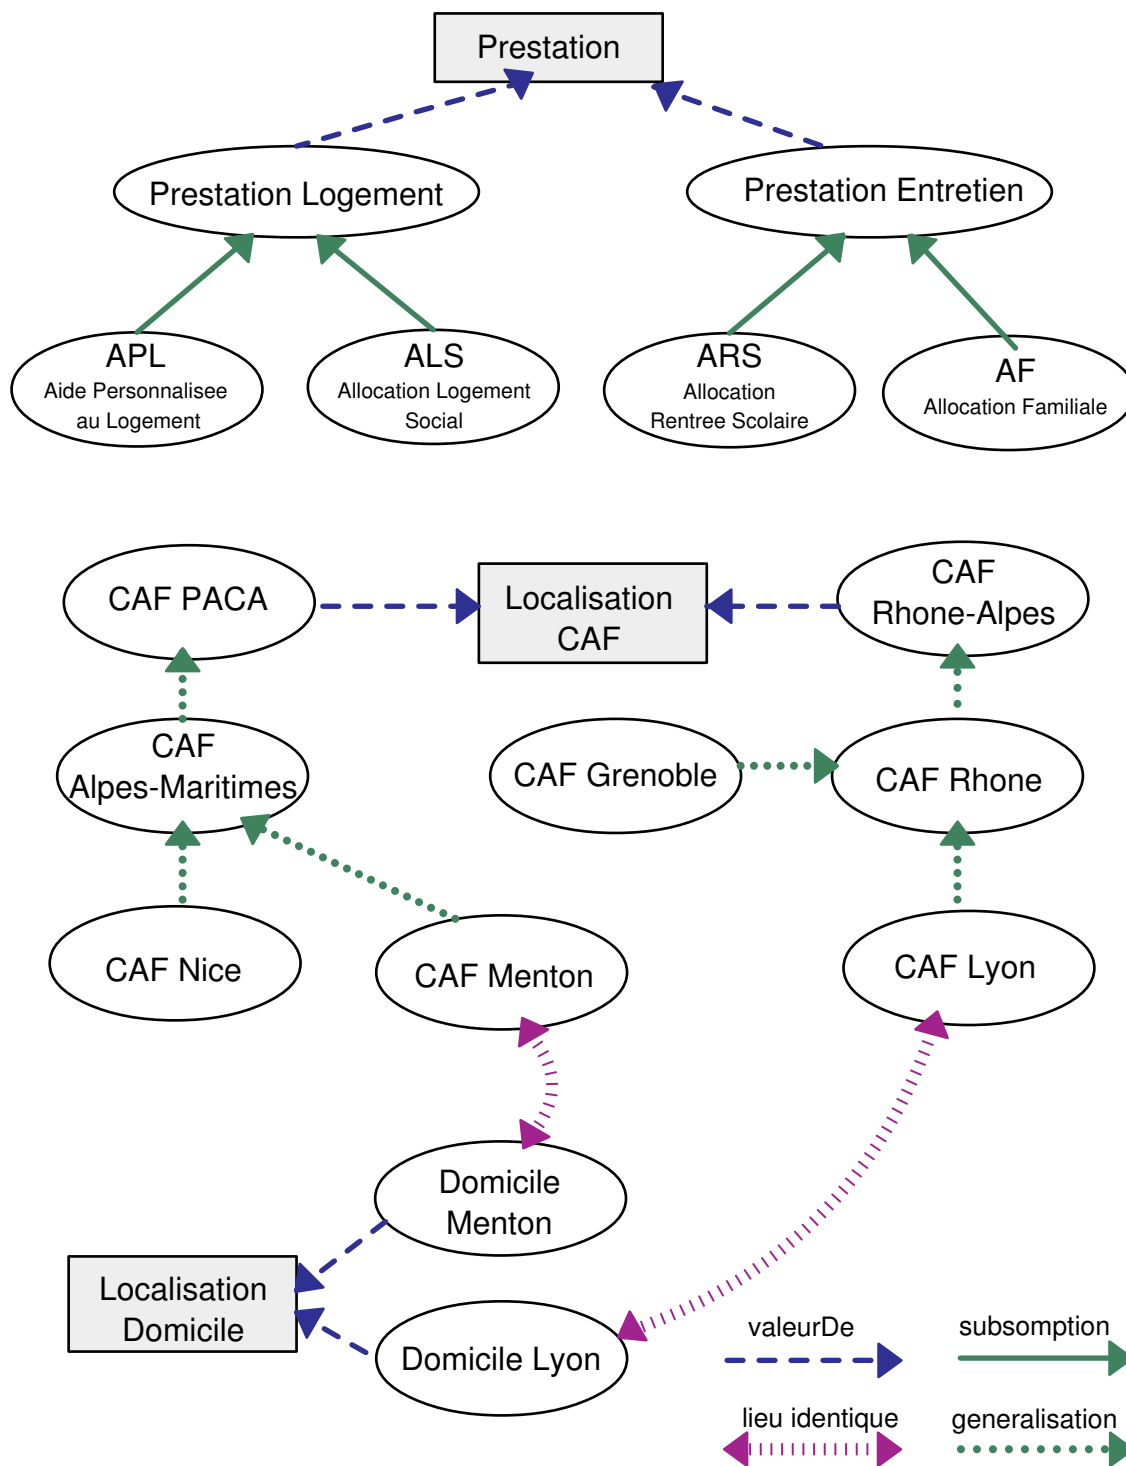 Prestation
Prestation Logement
Prestation Entretien
APL
Aide Personnalisee
au Logement
ALS
Allocation Logement
Social
ARS
Allocation
Rentree Scolaire
AF
Allocation Familiale
CAF PACA
Localisation
CAF
CAF
Rhone-Alpes
CAF
Alpes-Maritimes
CAF Grenoble
CAF Rhone
CAF Nice
CAF Menton
CAF Lyon
Domicile
Menton
Localisation
Domicile
Domicile Lyon
valeurDe
subsomption
lieu identique
generalisation